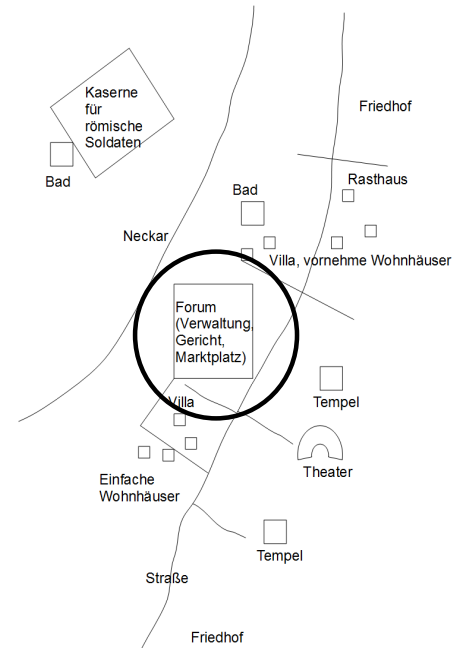 Kaserne
für
römische
Soldaten
Friedhof
Bad
Rasthaus
Bad
Neckar
Villa, vornehme Wohnhäuser
Forum
(Verwaltung,
Gericht,
Marktplatz)
Villa
Tempel
Theater
Einfache
Wohnhäuser
Tempel
Straße
Friedhof